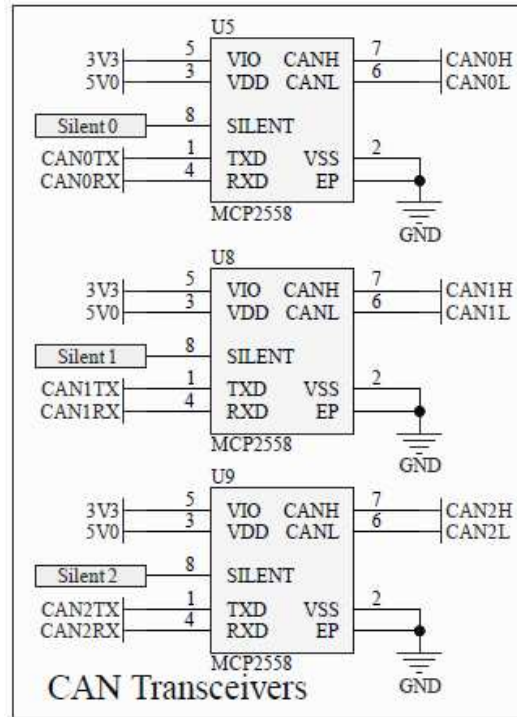 U5
5 7
3V3 VIO CANH CAN0H
3 6
5V0 VDD CANL CAN0L
8
Silent 0 SILENT
1 2
CAN0TX TXD VSS
4
CAN0RX RXD EP
MCP2558
GND
U8
5 7
3V3 VIO CANH CAN1H
3 6
5V0 VDD CANL CAN1L
8
Silent 1 SILENT
1 2
CAN1TX TXD VSS
4
CAN1RX RXD EP
MCP2558
GND
U9
5 7
3V3 VIO CANH CAN2H
3 6
5V0 VDD CANL CAN2L
8
Silent 2 SILENT
1 2
CAN2TX TXD VSS
4
CAN2RX RXD EP
MCP2558
GND
CAN Transceivers